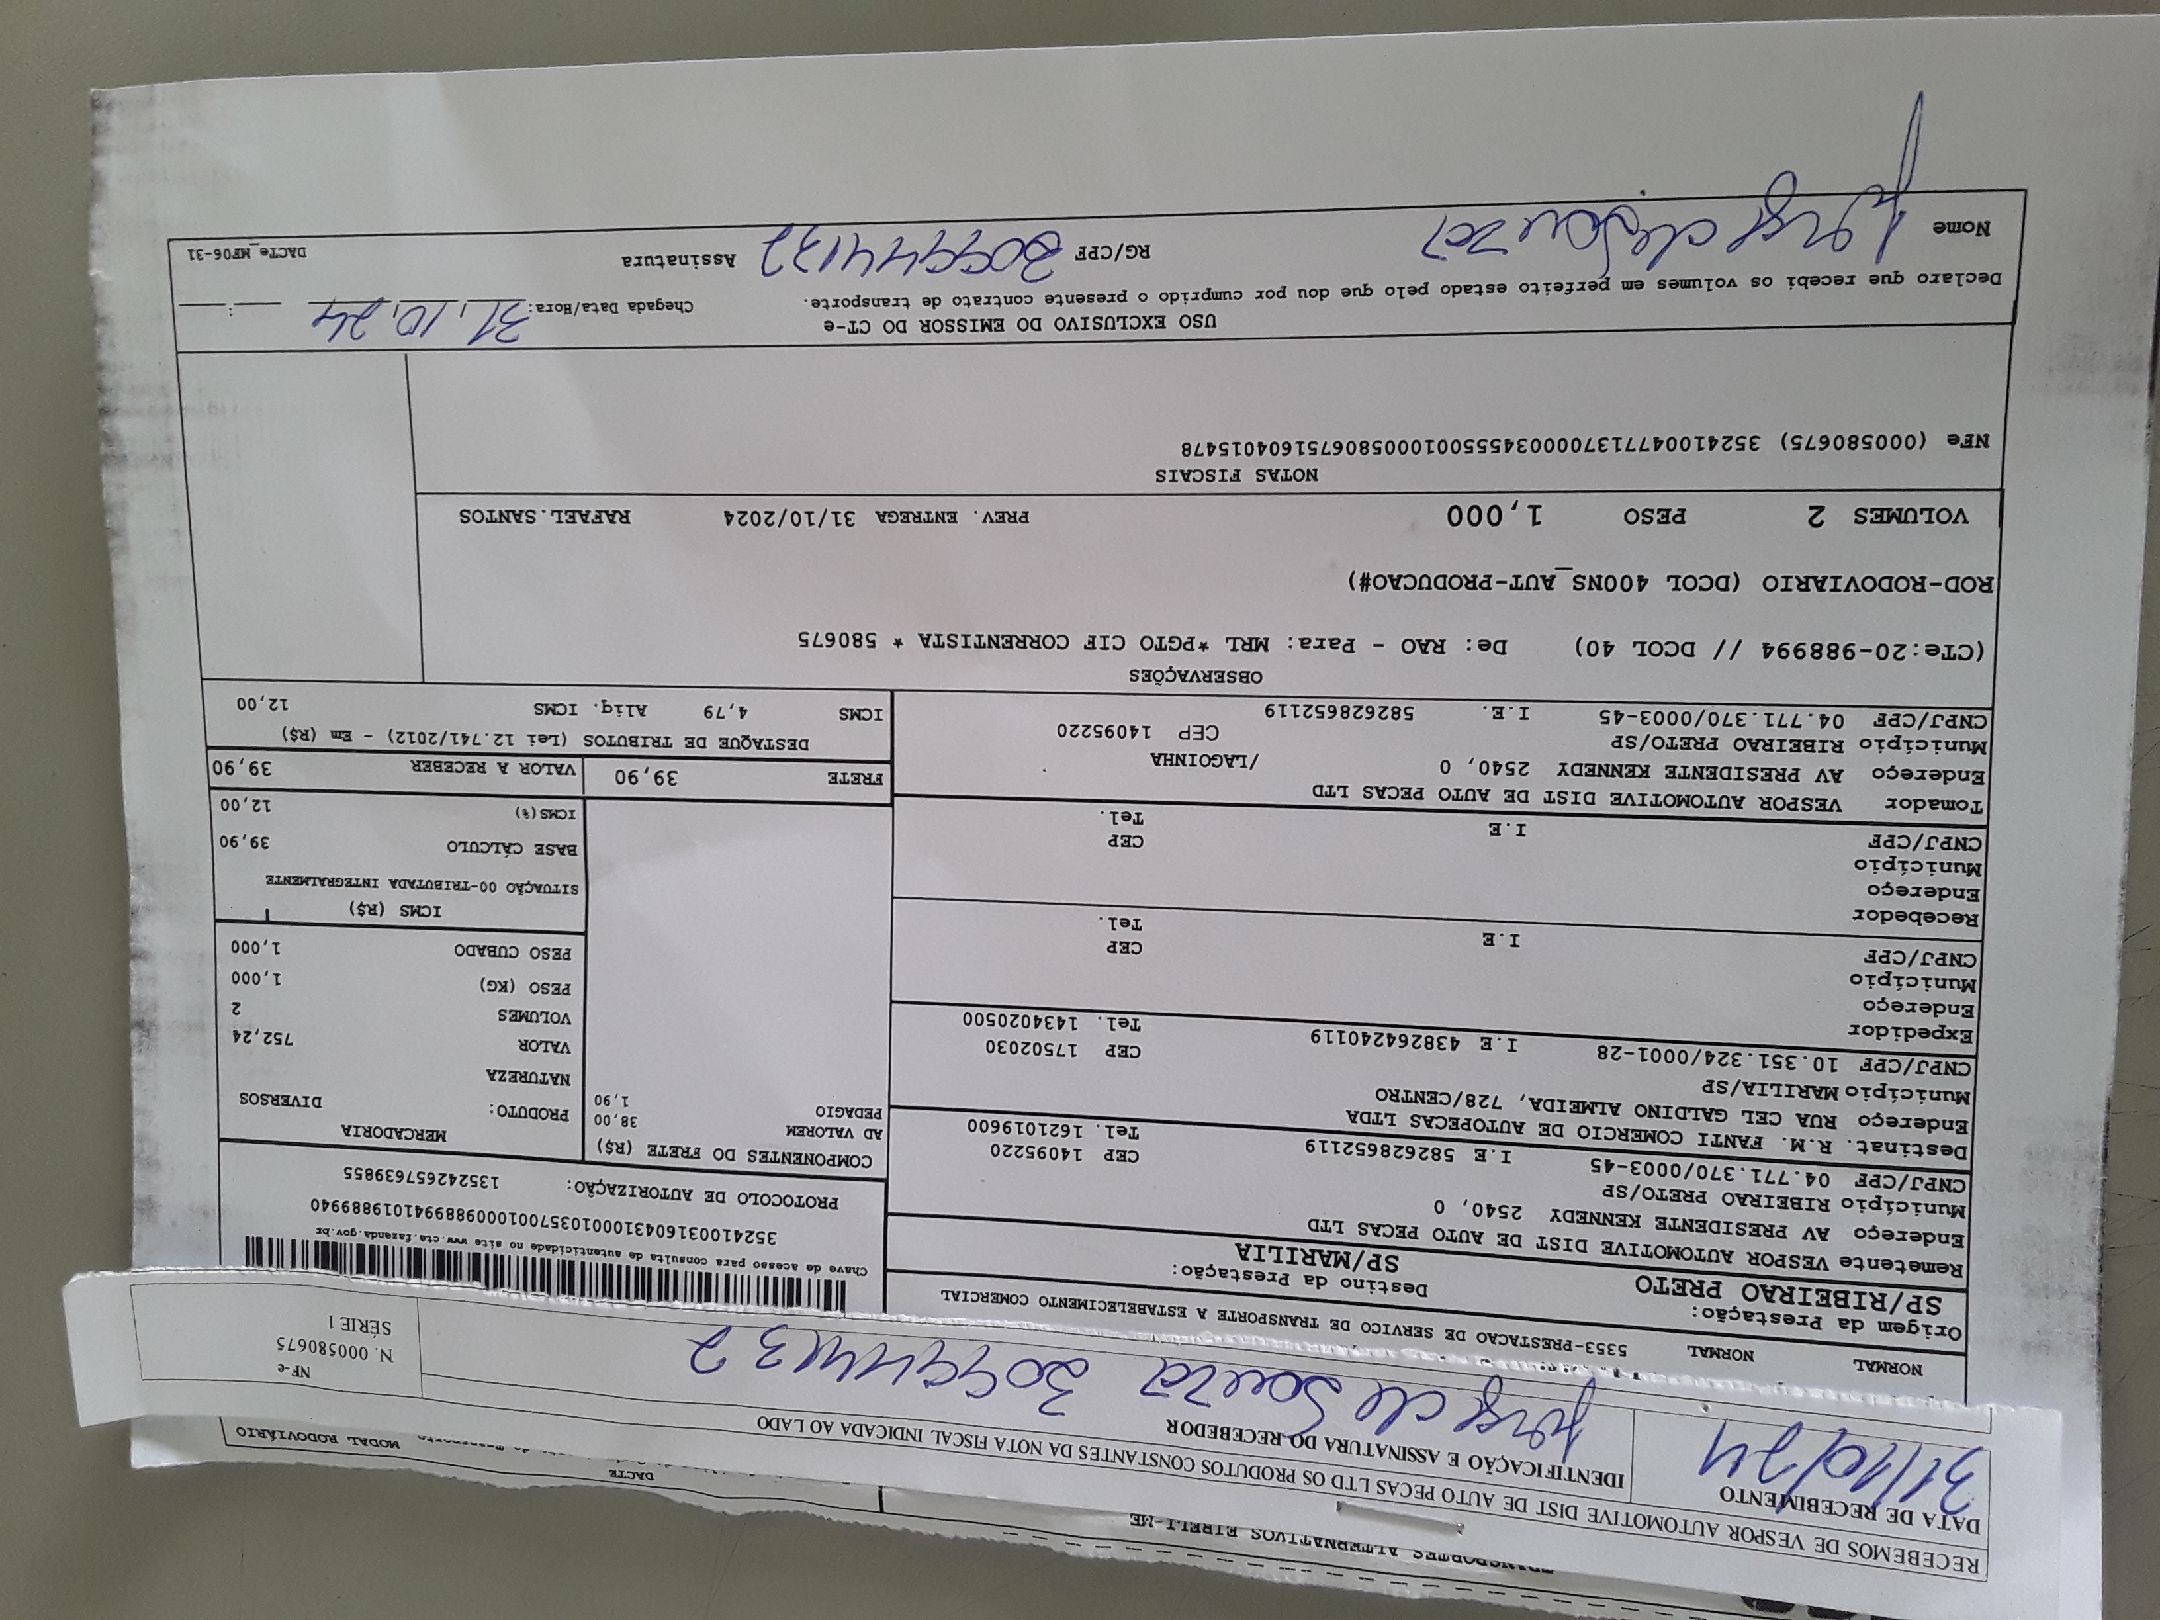 TRANSPORTES ALTERNATIVOS EIRELI-ME
DACTE
MODAL RODOVIÁRIO
RECEBEMOS DE VESPOR AUTOMOTIVE DIST DE AUTO PECAS LTD OS PRODUTOS CONSTANTES DA NOTA FISCAL INDICADA AO LADO
DATA DE RECEBIMENTO
31/10/24
IDENTIFICAÇÃO E ASSINATURA DO RECEBEDOR
Jorge de Souza
NF-e
N. 000580675
SÉRIE 1
NORMAL NORMAL 5353-PRESTACAO DE SERVICO DE TRANSPORTE A ESTABELECIMENTO COMERCIAL
Origem da Prestação: Destino da Prestação:
SP/RIBEIRAO PRETO SP/MARILIA
Remetente VESPOR AUTOMOTIVE DIST DE AUTO PECAS LTD
Endereço AV PRESIDENTE KENNEDY 2540, 0
Município RIBEIRAO PRETO/SP CEP 14095220
CNPJ/CPF 04.771.370/0003-45 I.E 582628652119 Tel. 1621019600
Destinat. R.M. FANTI COMERCIO DE AUTOPECAS LTDA
Endereço RUA CEL GALDINO ALMEIDA, 728/CENTRO
Município MARILIA/SP CEP 17502030
CNPJ/CPF 10.351.324/0001-28 I.E 438264240119 Tel. 1434020500
Expedidor
Endereço
Município CEP
CNPJ/CPF I.E Tel.
Recebedor
Endereço
Município CEP
CNPJ/CPF I.E Tel.
Tomador VESPOR AUTOMOTIVE DIST DE AUTO PECAS LTD
Endereço AV PRESIDENTE KENNEDY 2540, 0 /LAGOINHA
Município RIBEIRAO PRETO/SP CEP 14095220
CNPJ/CPF 04.771.370/0003-45 I.E. 582628652119
Chave de acesso para consulta de autenticidade no site www.cte.fazenda.gov.br
35241003160431000103570010009889941019889940
PROTOCOLO DE AUTORIZAÇÃO: 135242657639855
COMPONENTES DO FRETE (R$)
AD VALOREM 38,00
PEDAGIO 1,90
MERCADORIA
PRODUTO: DIVERSOS
NATUREZA
VALOR 752,24
VOLUMES 2
PESO (KG) 1,000
PESO CUBADO 1,000
ICMS (R$)
SITUAÇÃO 00-TRIBUTADA INTEGRALMENTE
BASE CÁLCULO 39,90
ICMS(%) 12,00
FRETE 39,90 VALOR A RECEBER 39,90
DESTAQUE DE TRIBUTOS (Lei 12.741/2012) - Em (R$)
ICMS 4,79 Aliq. ICMS 12,00
OBSERVAÇÕES
(CTe:20-988994 // DCOL 40) De: RAO - Para: MRL *PGTO CIF CORRENTISTA * 580675
ROD-RODOVIARIO (DCOL 400NS_AUT-PRODUCAO#)
VOLUMES 2 PESO 1,000 PREV. ENTREGA 31/10/2024 RAFAEL.SANTOS
NOTAS FISCAIS
NFe (000580675) 35241004771370000345550010005806751604015478
USO EXCLUSIVO DO EMISSOR DO CT-e
Chegada Data/Hora: 31,10,24
Declaro que recebi os volumes em perfeito estado pelo que dou por cumprido o presente contrato de transporte.
Nome Jorge de Souza RG/CPF Assinatura
DACTe_MF06-31